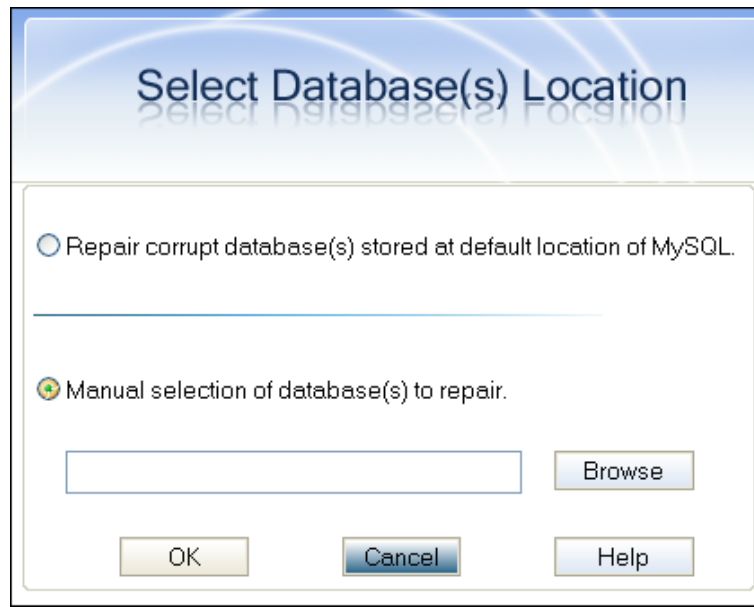 Select Database(s) Location
Repair corrupt database(s) stored at default location of MySQL.
Manual selection of database(s) to repair.
Browse
OK
Cancel
Help